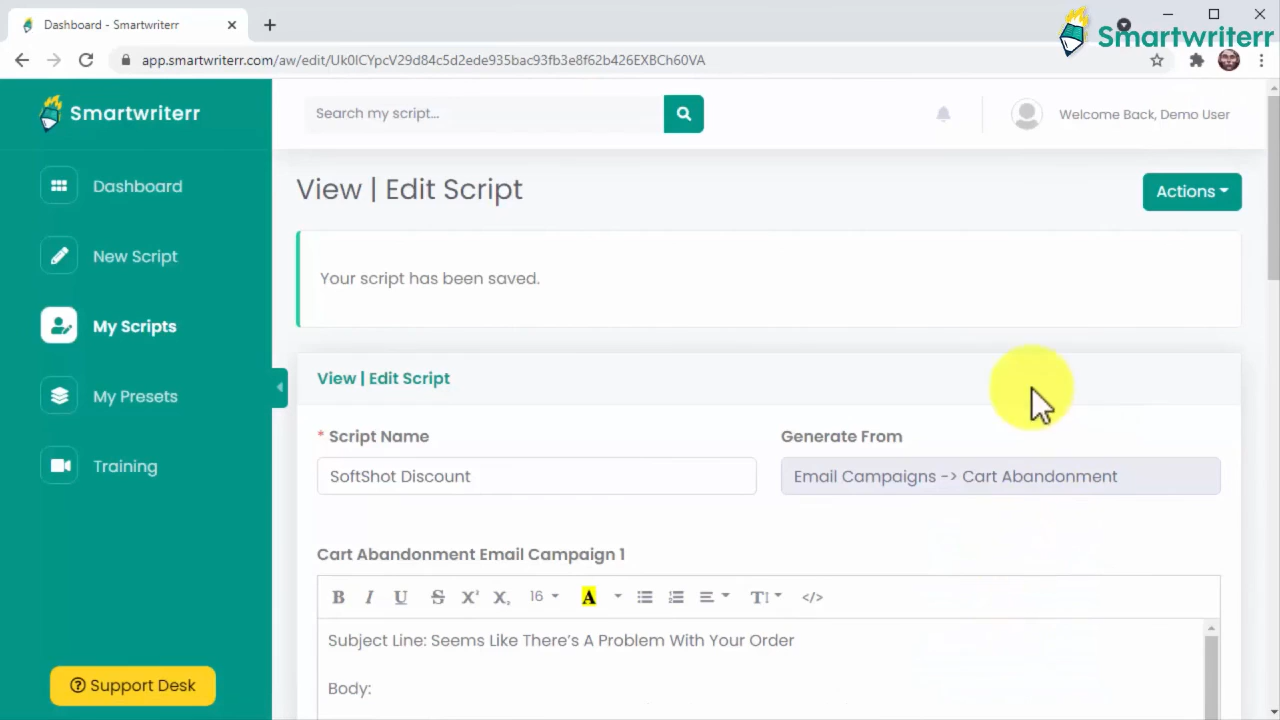 Dashboard - Smartwriterr
Smartwriterr
app.smartwriterr.com/aw/edit/Uk0lCYpcV29d84c5d2ede935bac93fb3e8f62b426EXBCh60VA
Smartwriterr
Search my script...
Welcome Back, Demo User
Dashboard
New Script
My Scripts
My Presets
Training
Support Desk
View | Edit Script
Actions
Your script has been saved.
View | Edit Script
* Script Name
Generate From
SoftShot Discount
Email Campaigns -> Cart Abandonment
Cart Abandonment Email Campaign 1
B I U S X² X, 16 A T </>
Subject Line: Seems Like There's A Problem With Your Order
Body: